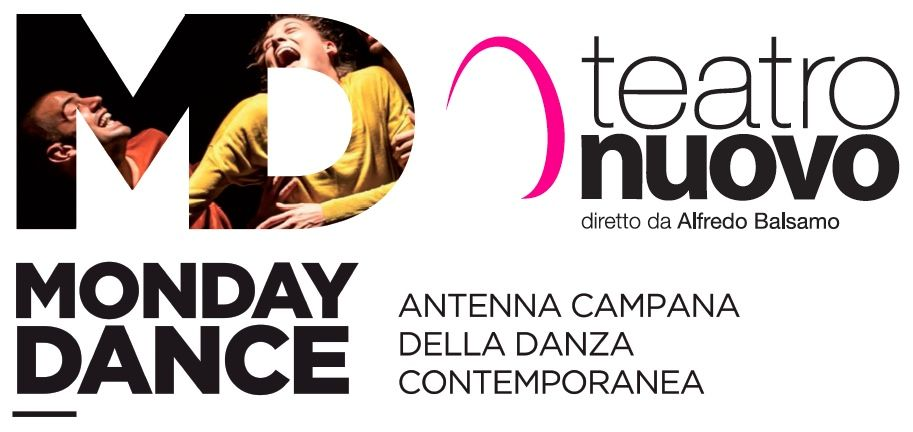 MD
teatro
nuovo
diretto da Alfredo Balsamo
MONDAY
DANCE
ANTENNA CAMPANA
DELLA DANZA
CONTEMPORANEA